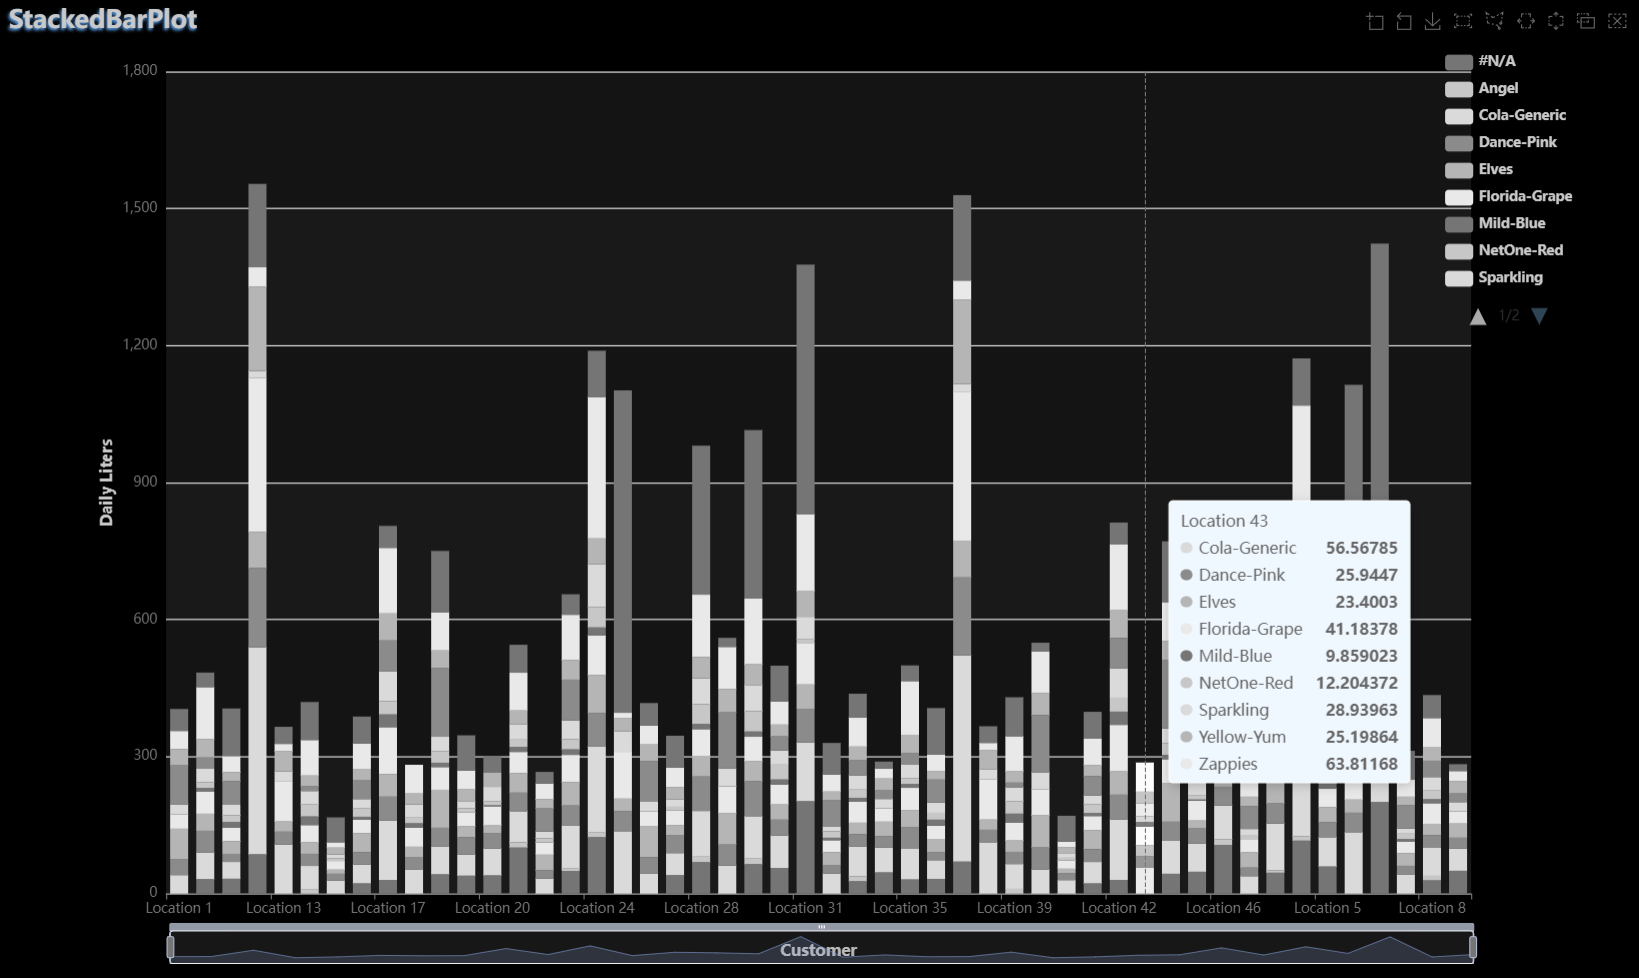 StackedBarPlot
#N/A
Angel
Cola-Generic
Dance-Pink
Elves
Florida-Grape
Mild-Blue
NetOne-Red
Sparkling
1/2
Daily Liters
1,800
1,500
1,200
900
600
300
0
Location 43
Cola-Generic 56.56785
Dance-Pink 25.9447
Elves 23.4003
Florida-Grape 41.18378
Mild-Blue 9.859023
NetOne-Red 12.204372
Sparkling 28.93963
Yellow-Yum 25.19864
Zappies 63.81168
Location 1 Location 13 Location 17 Location 20 Location 24 Location 28 Location 31 Location 35 Location 39 Location 42 Location 46 Location 5 Location 8
Customer